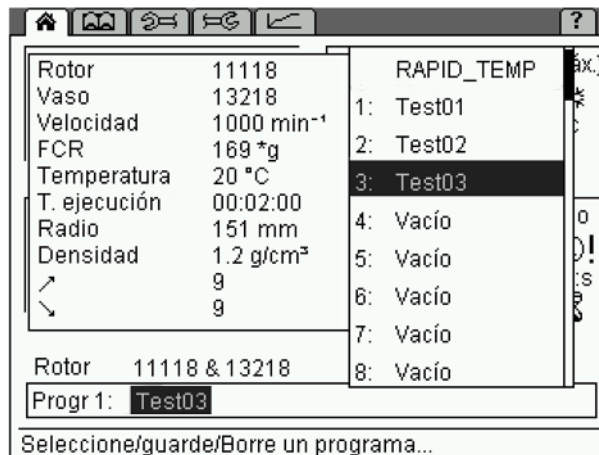 ?
Rotor 11118
Vaso 13218
Velocidad 1000 min⁻¹
FCR 169 *g
Temperatura 20 °C
T. ejecución 00:02:00
Radio 151 mm
Densidad 1.2 g/cm³
↗ 9
↘ 9
RAPID_TEMP
1: Test01
2: Test02
3: Test03
4: Vacío
5: Vacío
6: Vacío
7: Vacío
8: Vacío
Rotor 11118 & 13218
Progr 1: Test03
Seleccione/guarde/Borre un programa...